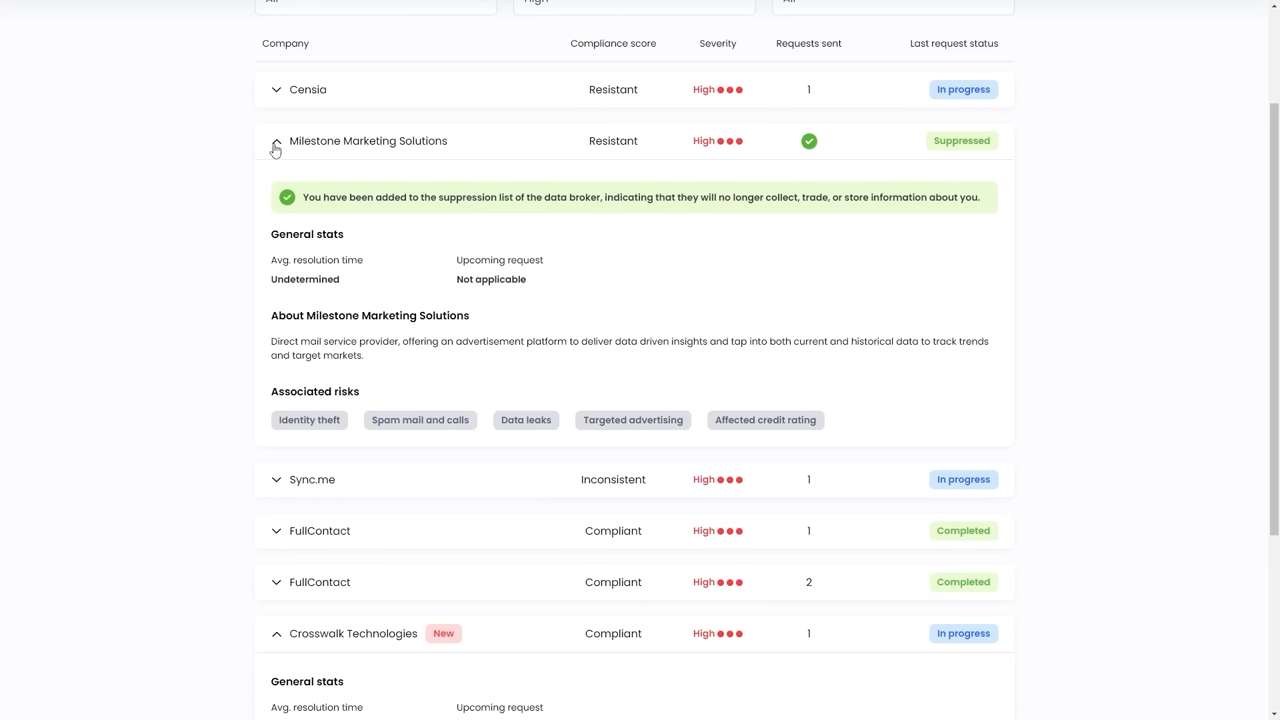 All High All
Company Compliance score Severity Requests sent Last request status
Censia Resistant High 1 In progress
Milestone Marketing Solutions Resistant High Suppressed
You have been added to the suppression list of the data broker, indicating that they will no longer collect, trade, or store information about you.
General stats
Avg. resolution time Upcoming request
Undetermined Not applicable
About Milestone Marketing Solutions
Direct mail service provider, offering an advertisement platform to deliver data driven insights and tap into both current and historical data to track trends
and target markets.
Associated risks
Identity theft Spam mail and calls Data leaks Targeted advertising Affected credit rating
Sync.me Inconsistent High 1 In progress
FullContact Compliant High 1 Completed
FullContact Compliant High 2 Completed
Crosswalk Technologies New Compliant High 1 In progress
General stats
Avg. resolution time Upcoming request